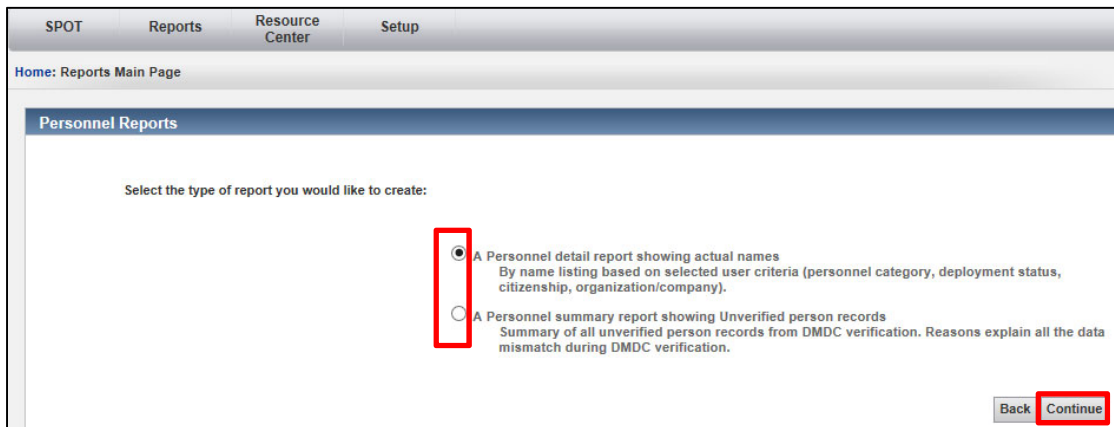 SPOT Reports Resource Center Setup
Home: Reports Main Page
Personnel Reports
Select the type of report you would like to create:
A Personnel detail report showing actual names
By name listing based on selected user criteria (personnel category, deployment status,
citizenship, organization/company).
A Personnel summary report showing Unverified person records
Summary of all unverified person records from DMDC verification. Reasons explain all the data
mismatch during DMDC verification.
Back Continue